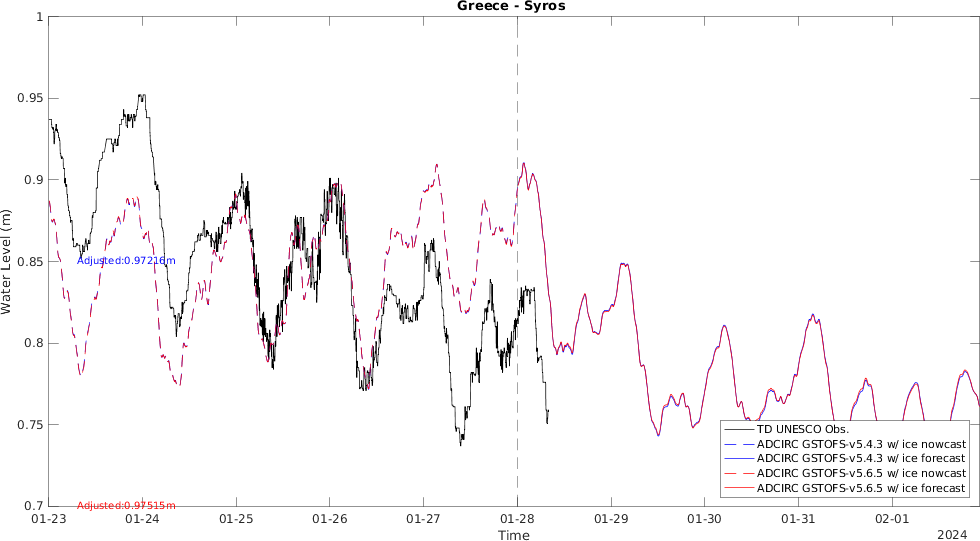 Greece - Syros
1
0.95
0.9
0.85
0.8
0.75
0.7
Water Level (m)
Adjusted:0.97216m
Adjusted:0.97515m
TD UNESCO Obs.
ADCIRC GSTOFS-v5.4.3 w/ ice nowcast
ADCIRC GSTOFS-v5.4.3 w/ ice forecast
ADCIRC GSTOFS-v5.6.5 w/ ice nowcast
ADCIRC GSTOFS-v5.6.5 w/ ice forecast
01-23 01-24 01-25 01-26 01-27 01-28 01-29 01-30 01-31 02-01
Time
2024